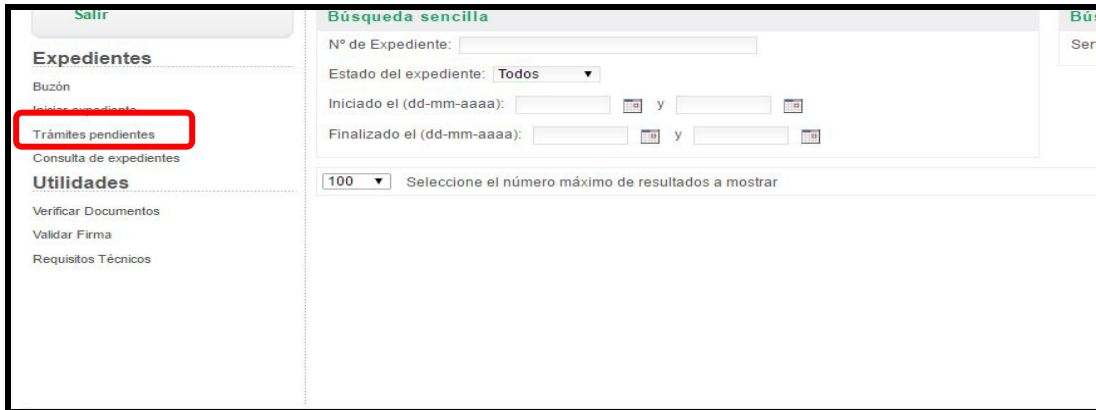 Salir
Expedientes
Buzón
Iniciar expediente
Trámites pendientes
Consulta de expedientes
Utilidades
Verificar Documentos
Validar Firma
Requisitos Técnicos
Búsqueda sencilla
Nº de Expediente:
Estado del expediente: Todos
Iniciado el (dd-mm-aaaa): y
Finalizado el (dd-mm-aaaa): y
100 Seleccione el número máximo de resultados a mostrar